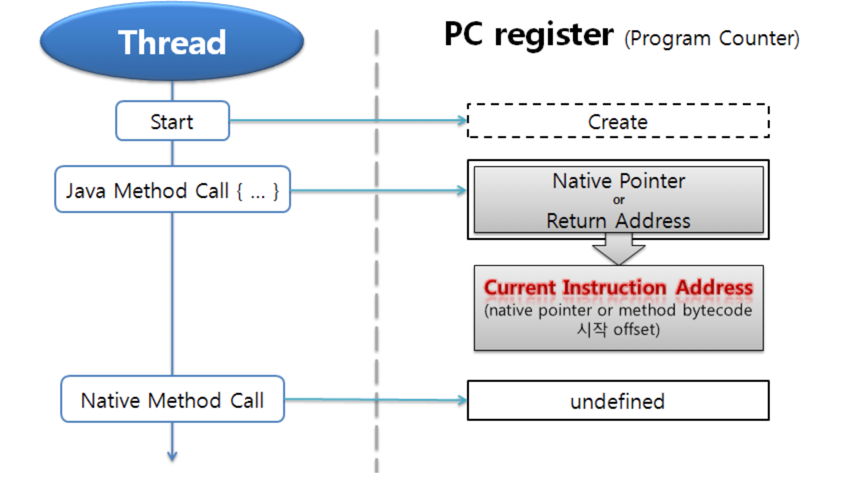 Thread
PC register (Program Counter)
Start
Create
Java Method Call { ... }
Native Pointer
or
Return Address
Current Instruction Address
(native pointer or method bytecode
시작 offset)
Native Method Call
undefined